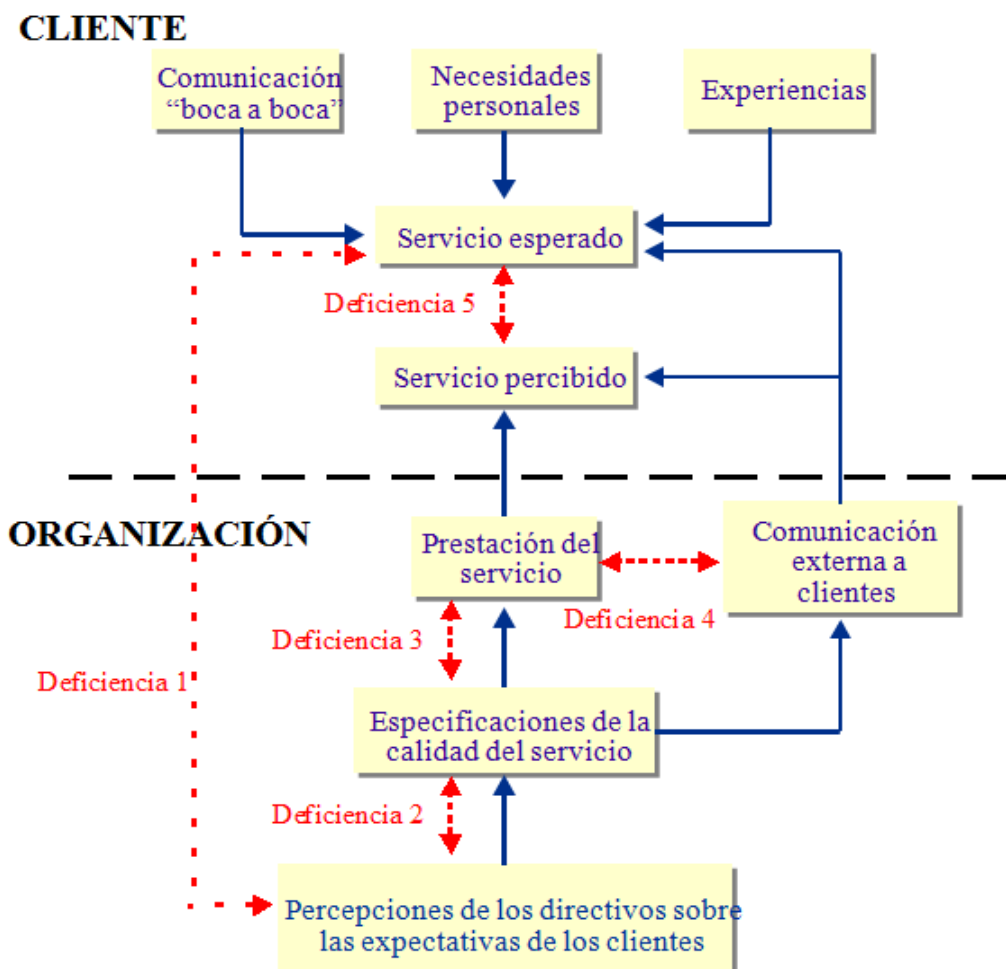 CLIENTE
Comunicación
“boca a boca”
Necesidades
personales
Experiencias
Servicio esperado
Deficiencia 5
Servicio percibido
ORGANIZACIÓN
Prestación del
servicio
Comunicación
externa a
clientes
Deficiencia 4
Deficiencia 3
Deficiencia 1
Especificaciones de la
calidad del servicio
Deficiencia 2
Percepciones de los directivos sobre
las expectativas de los clientes